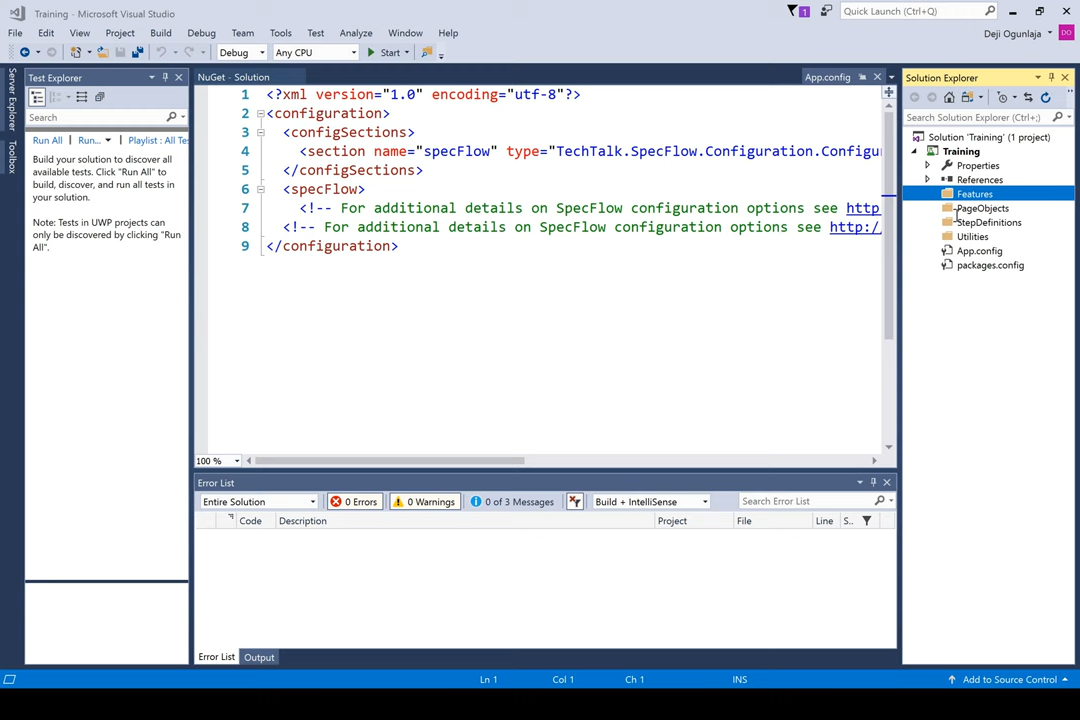 Training - Microsoft Visual Studio
1
Quick Launch (Ctrl+Q)
File Edit View Project Build Debug Team Tools Test Analyze Window Help
Deji Ogunlaja
DO
Debug
Any CPU
Start
Server Explorer
Toolbox
Test Explorer
Search
Run All
Run...
Playlist : All Te
Build your solution to discover all
available tests. Click "Run All" to
build, discover, and run all tests in
your solution.
Note: Tests in UWP projects can
only be discovered by clicking "Run
All".
NuGet - Solution
App.config
1 <?xml version="1.0" encoding="utf-8"?>
2 <configuration>
3 <configSections>
4 <section name="specFlow" type="TechTalk.SpecFlow.Configuration.Configu
5 </configSections>
6 <specFlow>
7 <!-- For additional details on SpecFlow configuration options see http
8 <!-- For additional details on SpecFlow configuration options see http:/
9 </configuration>
100 %
Error List
Entire Solution
0 Errors
0 Warnings
0 of 3 Messages
Build + IntelliSense
Search Error List
Code Description Project File Line S..
Error List
Output
Solution Explorer
Search Solution Explorer (Ctrl+;)
Solution 'Training' (1 project)
Training
Properties
References
Features
PageObjects
StepDefinitions
Utilities
App.config
packages.config
Ln 1 Col 1 Ch 1 INS
Add to Source Control